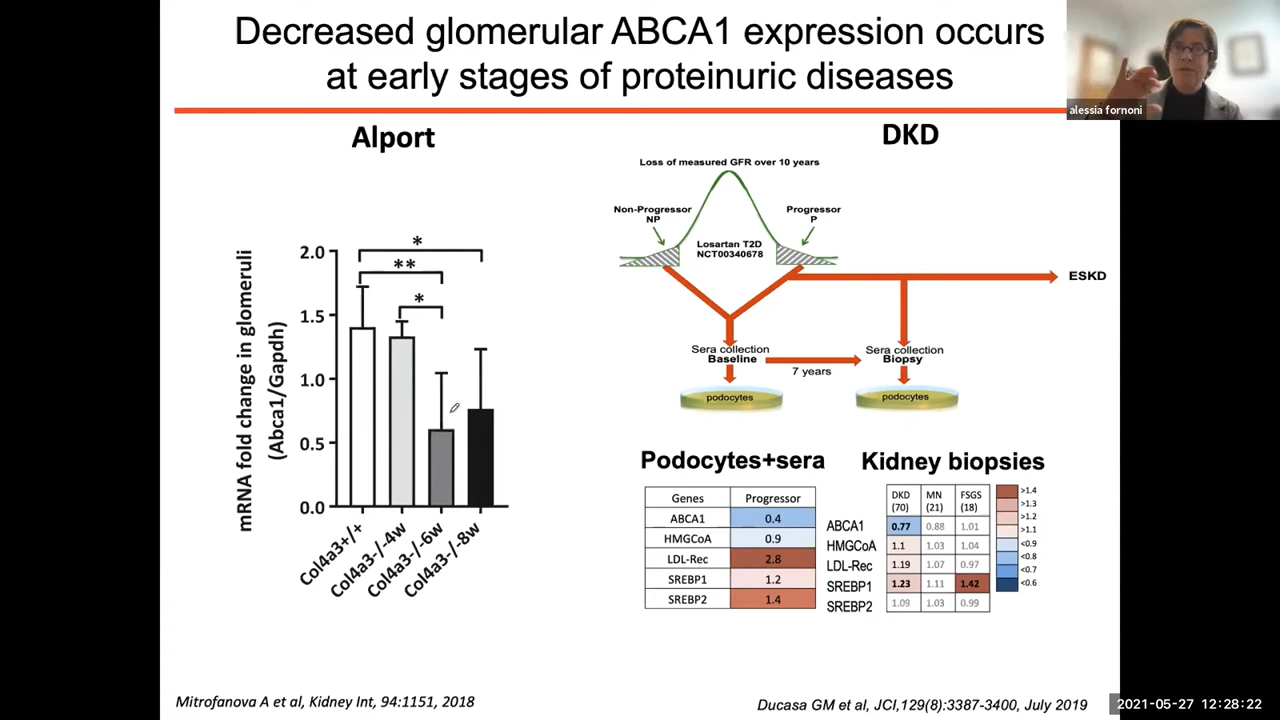 Decreased glomerular ABCA1 expression occurs
at early stages of proteinuric diseases
alessia fornoni
Alport
mRNA fold change in glomeruli
(Abca1/Gapdh)
2.0
1.5
1.0
0.5
0.0
*
**
*
Col4a3+/+
Col4a3-/-4w
Col4a3-/-6w
Col4a3-/-8w
DKD
Loss of measured GFR over 10 years
Non-Progressor
NP
Progressor
P
Losartan T2D
NCT00340678
ESKD
Sera collection
Baseline
7 years
Sera collection
Biopsy
podocytes
podocytes
Podocytes+sera
Genes Progressor
ABCA1 0.4
HMGCoA 0.9
LDL-Rec 2.8
SREBP1 1.2
SREBP2 1.4
Kidney biopsies
DKD (70) MN (21) FSGS (18)
ABCA1 0.77 0.88 1.01
HMGCoA 1.1 1.03 1.04
LDL-Rec 1.19 1.07 0.97
SREBP1 1.23 1.11 1.42
SREBP2 1.09 1.03 0.99
>1.4
>1.3
>1.2
>1.1
<0.9
<0.8
<0.7
<0.6
Mitrofanova A et al, Kidney Int, 94:1151, 2018
Ducasa GM et al, JCI,129(8):3387-3400, July 2019
2021-05-27 12:28:22